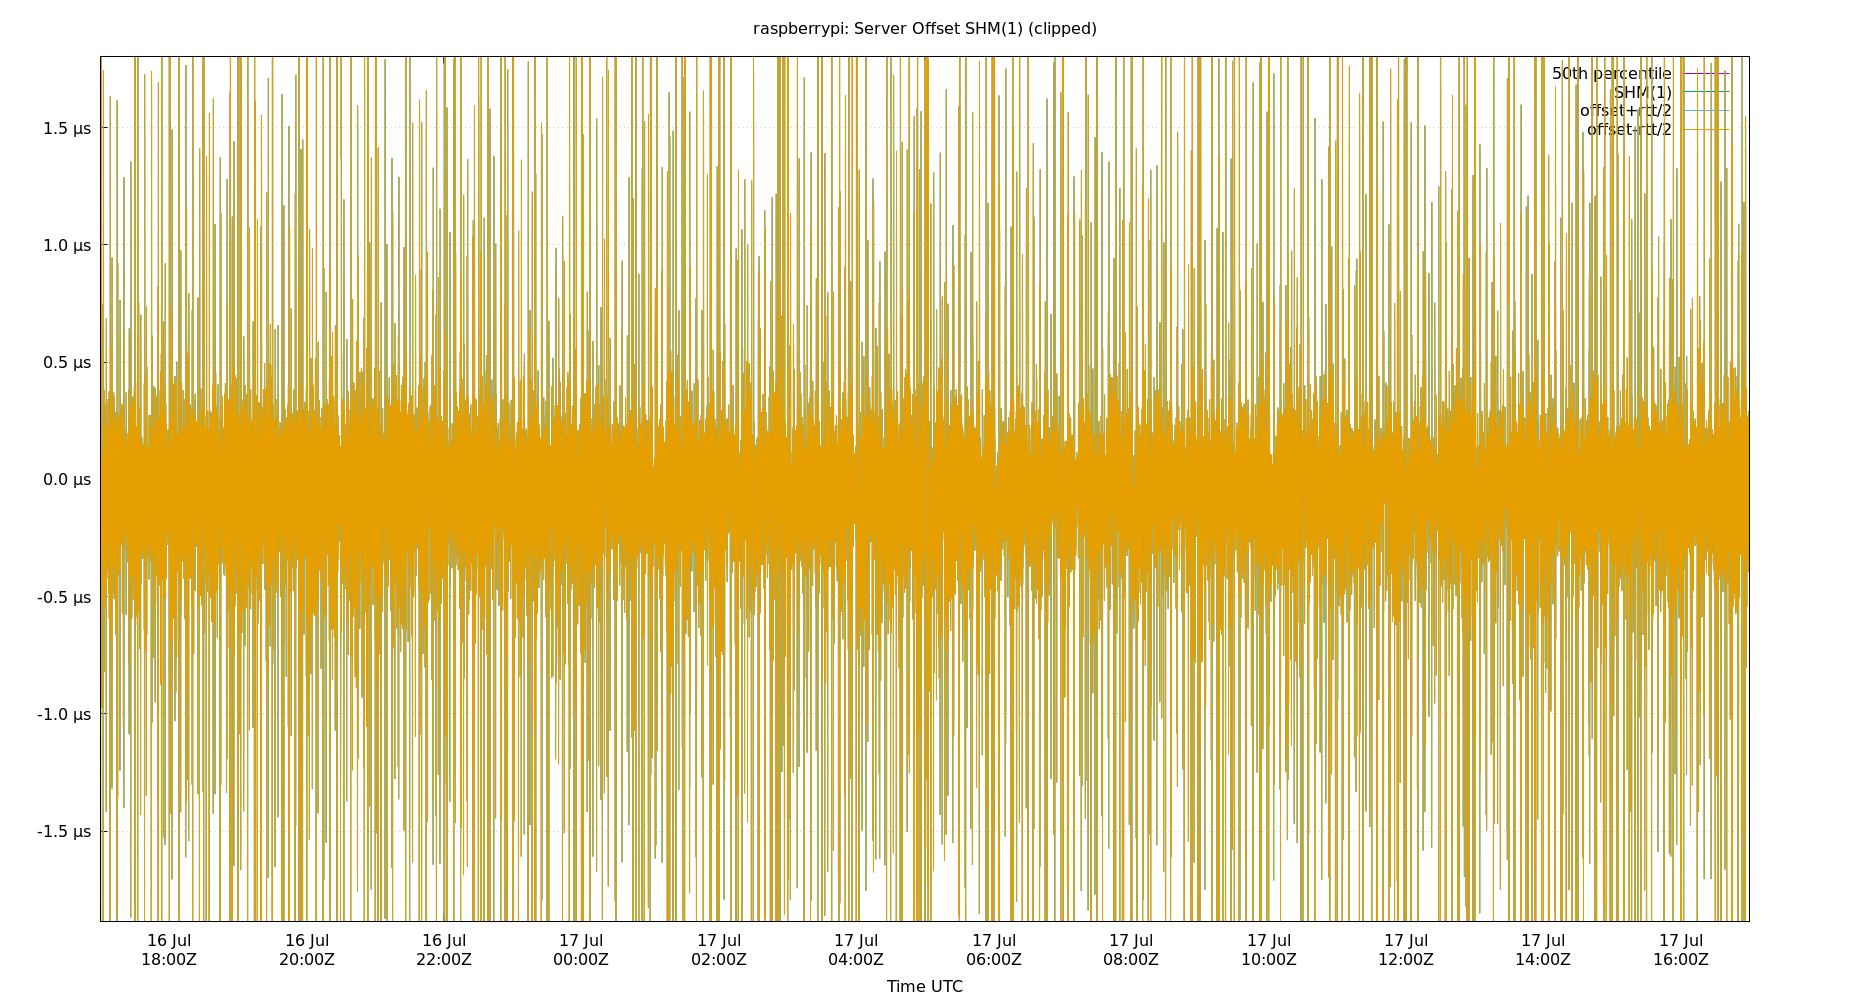 raspberrypi: Server Offset SHM(1) (clipped)
50th percentile
SHM(1)
offset+rtt/2
offset-rtt/2
1.5 µs
1.0 µs
0.5 µs
0.0 µs
-0.5 µs
-1.0 µs
-1.5 µs
16 Jul 16 Jul 16 Jul 17 Jul 17 Jul 17 Jul 17 Jul 17 Jul 17 Jul 17 Jul 17 Jul 17 Jul
18:00Z 20:00Z 22:00Z 00:00Z 02:00Z 04:00Z 06:00Z 08:00Z 10:00Z 12:00Z 14:00Z 16:00Z
Time UTC